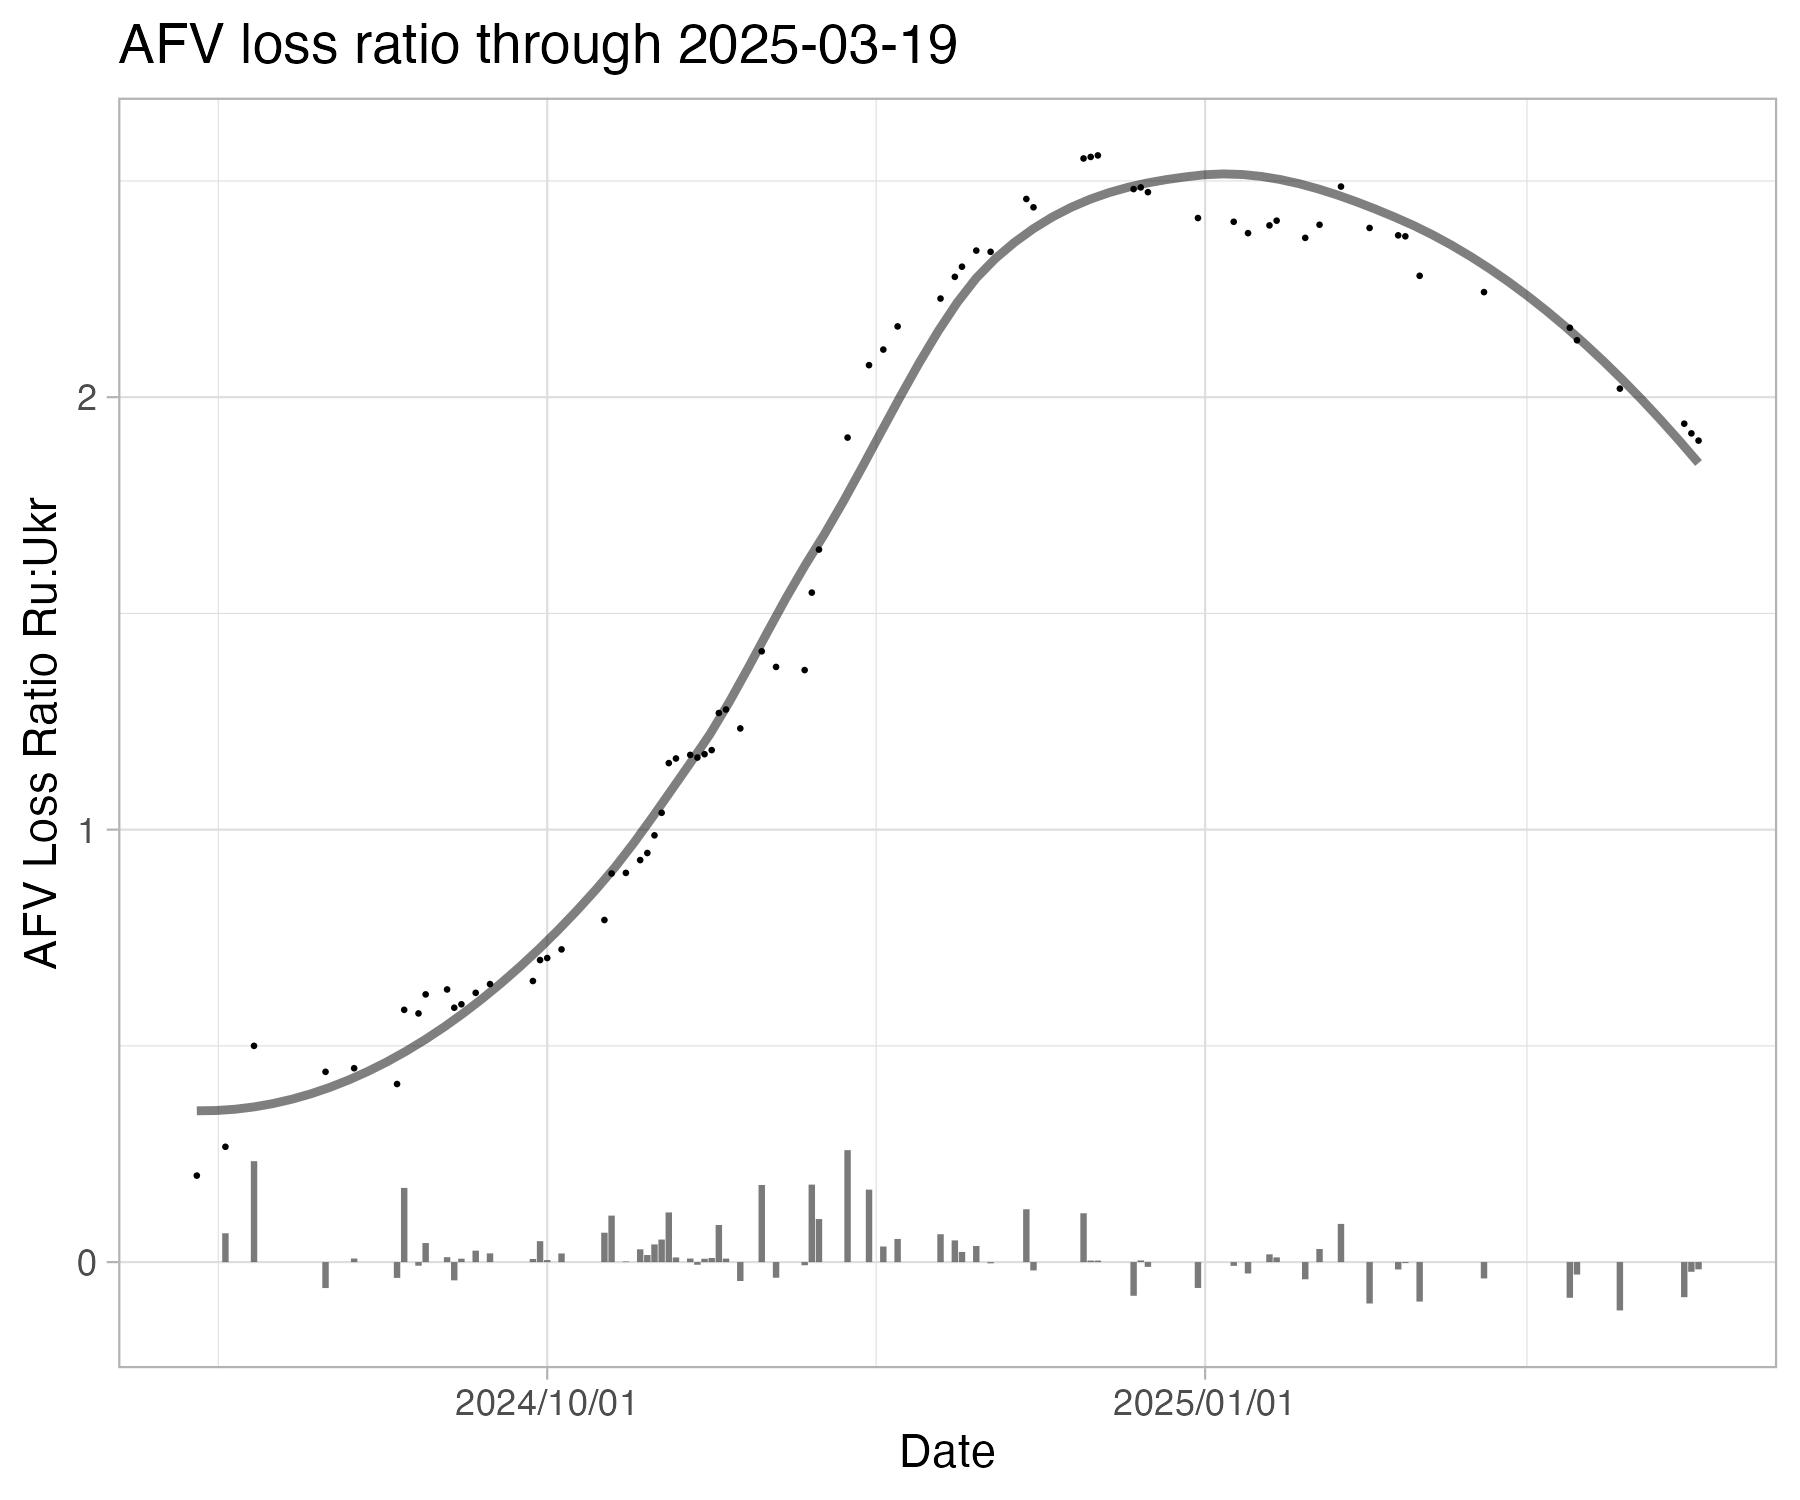 AFV loss ratio through 2025-03-19
AFV Loss Ratio Ru:Ukr
2
1
0
2024/10/01
2025/01/01
Date